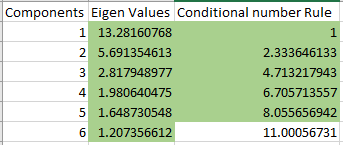 Components Eigen Values Conditional number Rule
1 13.28160768 1
2 5.691354613 2.333646133
3 2.817948977 4.713217943
4 1.980640475 6.705713557
5 1.648730548 8.055656942
6 1.207356612 11.00056731